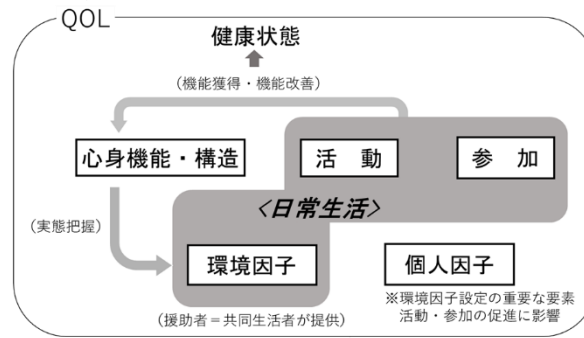 QOL
健康状態
（機能獲得・機能改善）
心身機能・構造
活　動
参　加
〈日常生活〉
（実態把握）
環境因子
個人因子
※環境因子設定の重要な要素
活動・参加の促進に影響
（援助者＝共同生活者が提供）